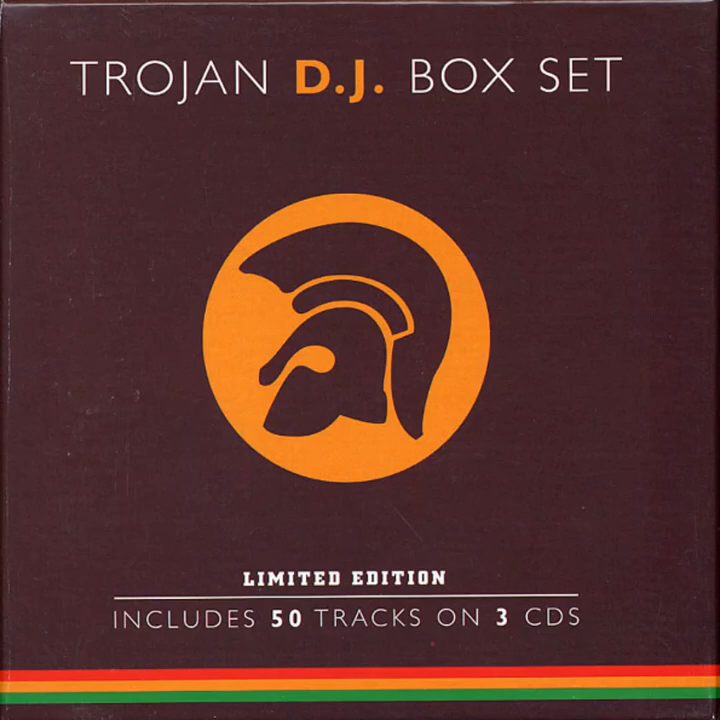 TROJAN D.J. BOX SET
LIMITED EDITION
INCLUDES 50 TRACKS ON 3 CDS